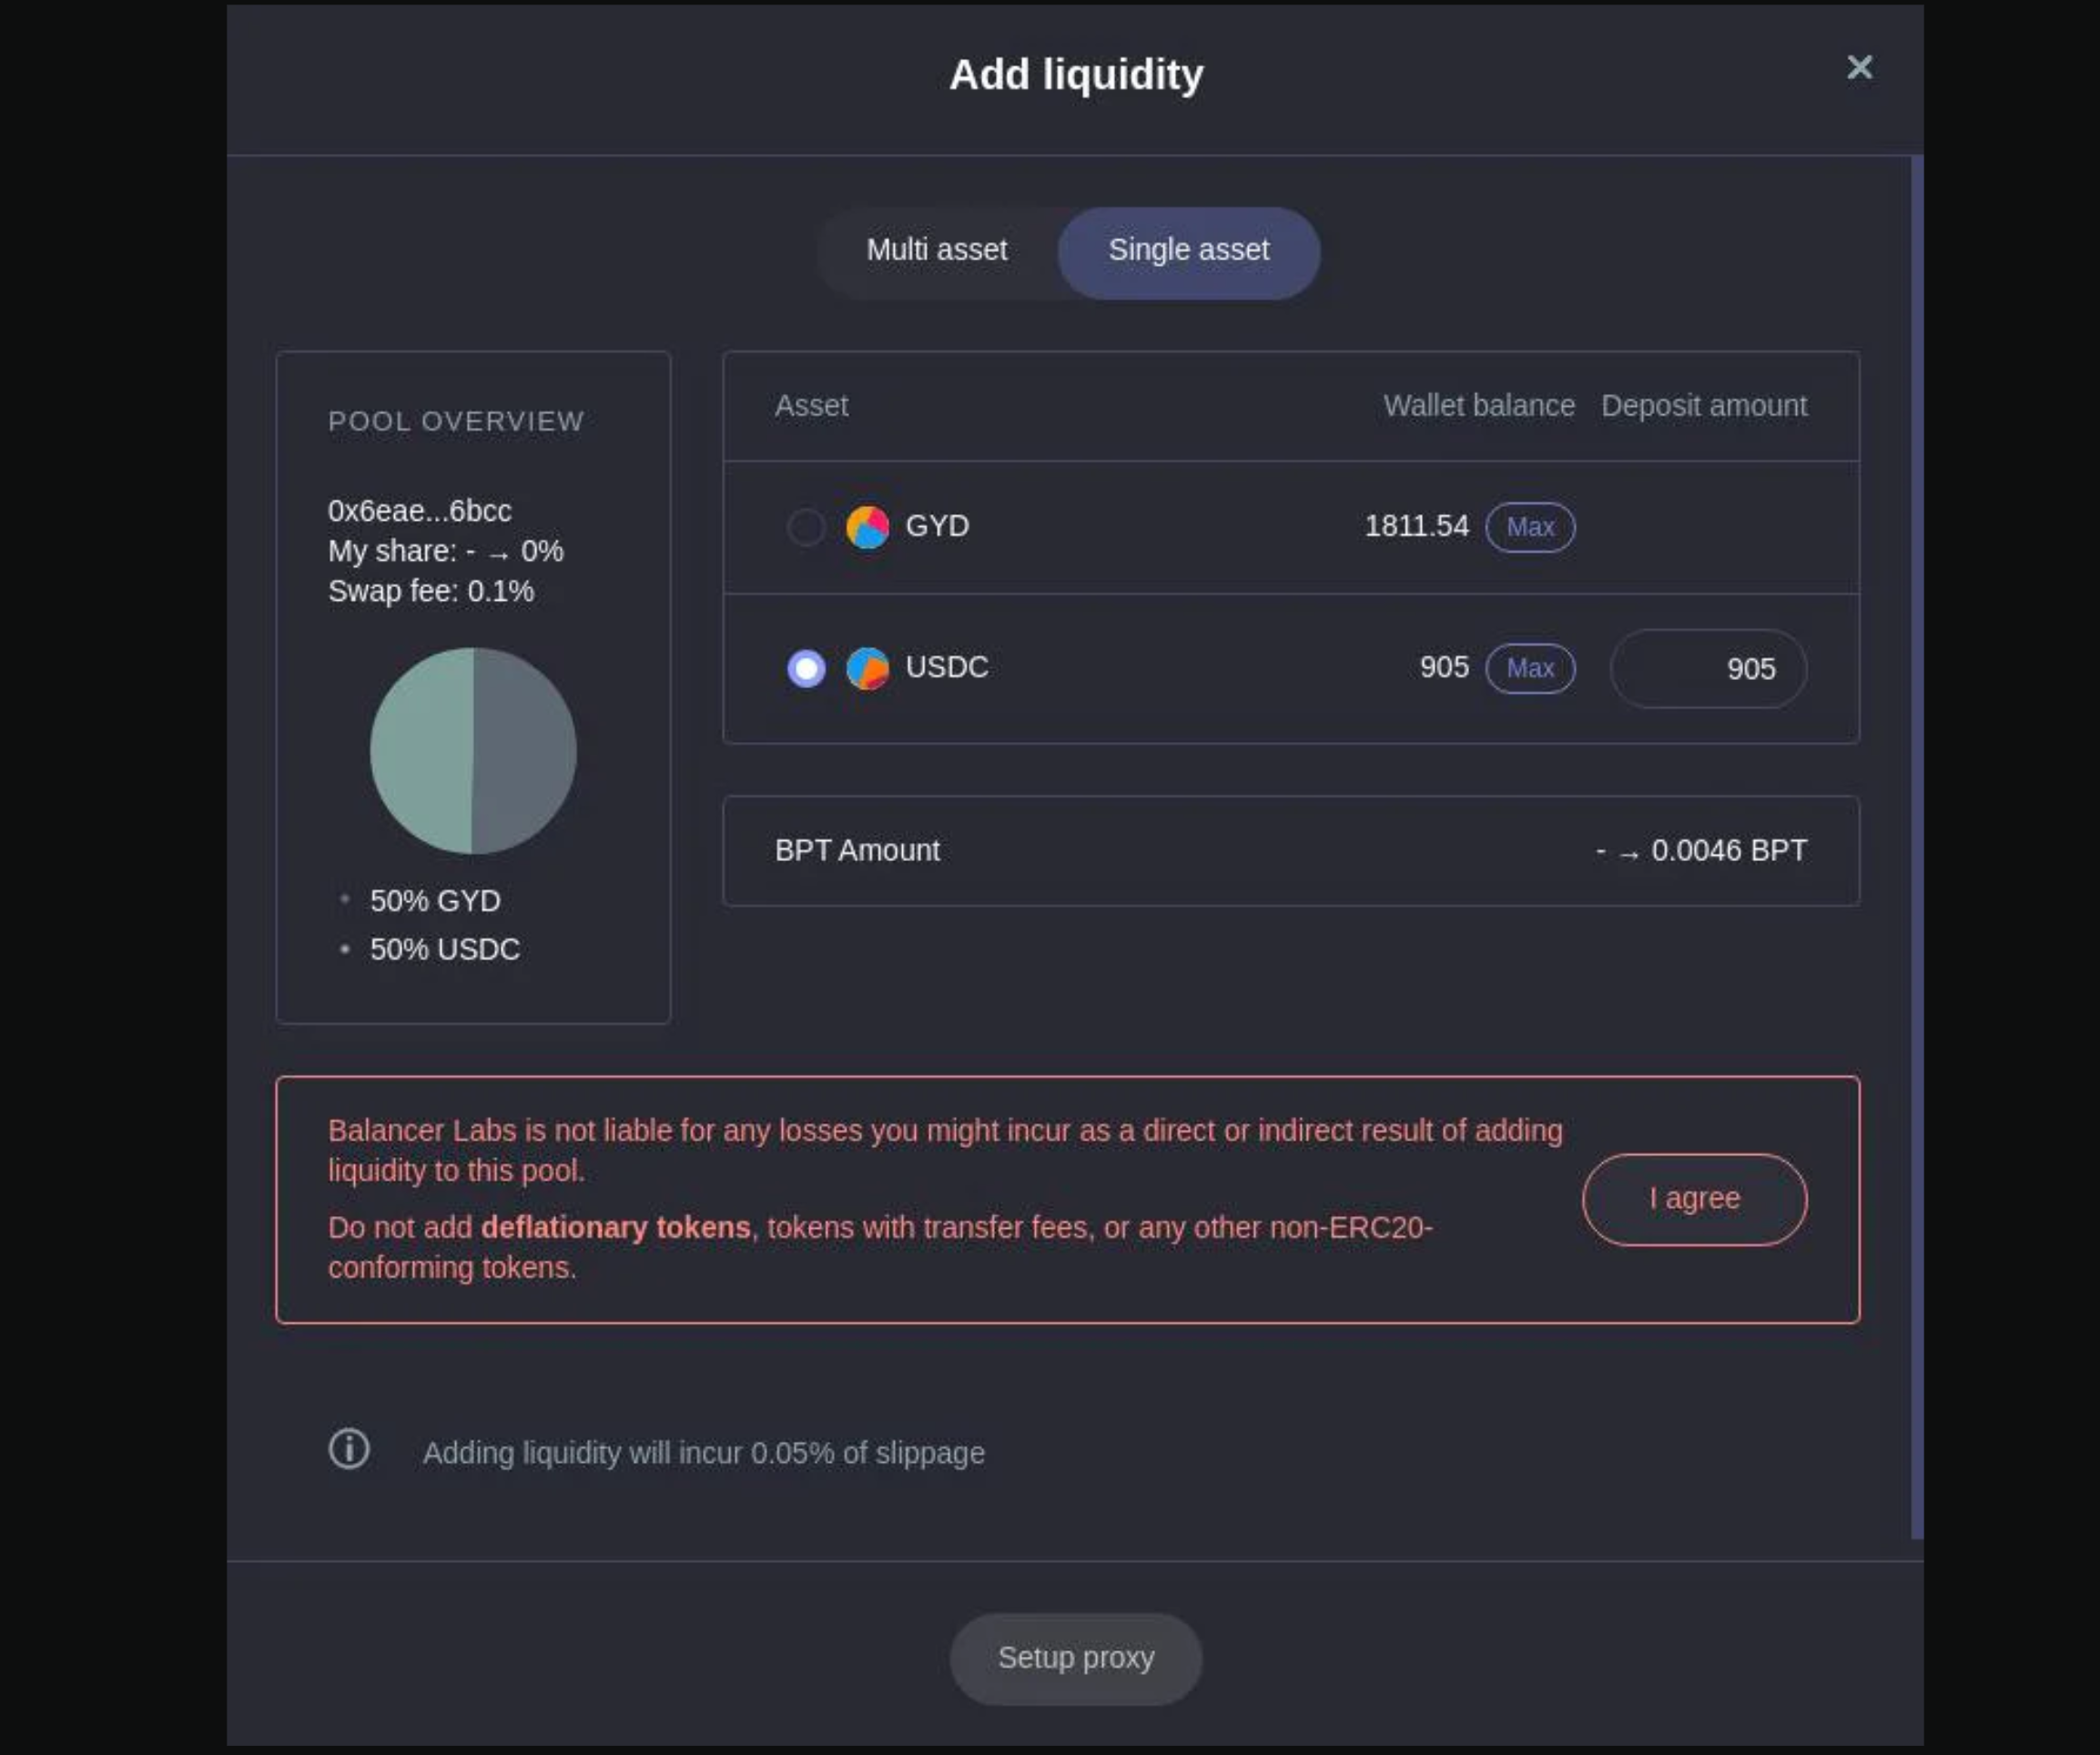 Add liquidity
Multi asset
Single asset
POOL OVERVIEW
0x6eae...6bcc
My share: - → 0%
Swap fee: 0.1%
50% GYD
50% USDC
Asset Wallet balance Deposit amount
GYD 1811.54 Max
USDC 905 Max 905
BPT Amount - → 0.0046 BPT
Balancer Labs is not liable for any losses you might incur as a direct or indirect result of adding
liquidity to this pool.
Do not add deflationary tokens, tokens with transfer fees, or any other non-ERC20-
conforming tokens.
I agree
Adding liquidity will incur 0.05% of slippage
Setup proxy